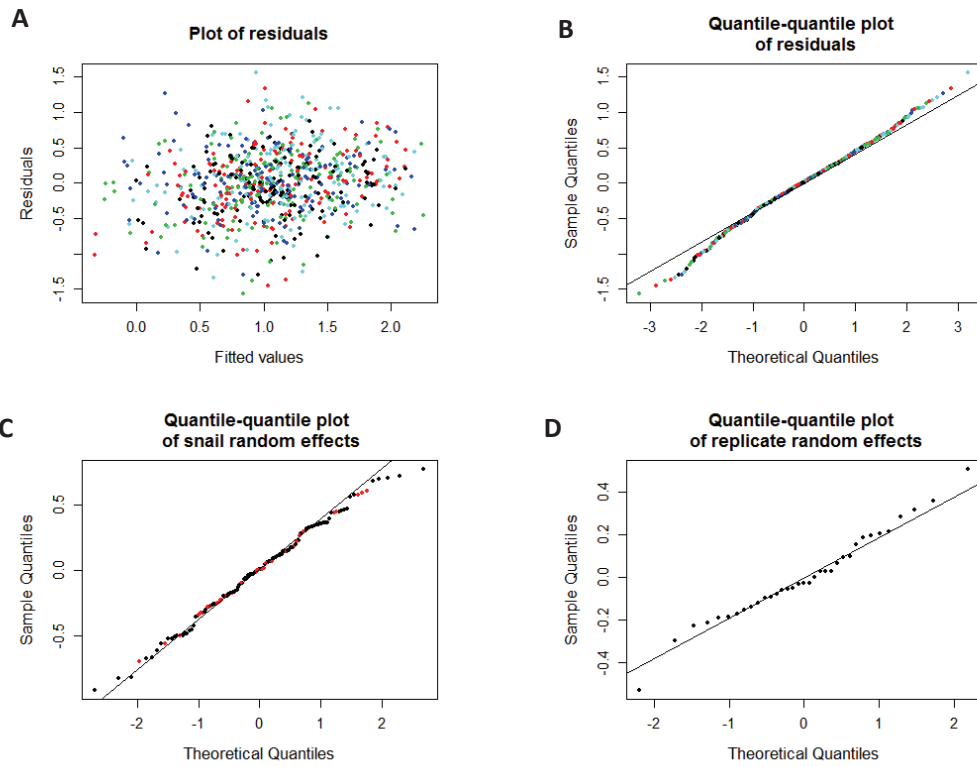 A
Plot of residuals
Residuals
1.5
1.0
0.5
0.0
-0.5
-1.5
0.0 0.5 1.0 1.5 2.0
Fitted values
B
Quantile-quantile plot
of residuals
Sample Quantiles
1.5
1.0
0.5
0.0
-0.5
-1.5
-3 -2 -1 0 1 2 3
Theoretical Quantiles
C
Quantile-quantile plot
of snail random effects
Sample Quantiles
0.5
0.0
-0.5
-2 -1 0 1 2
Theoretical Quantiles
D
Quantile-quantile plot
of replicate random effects
Sample Quantiles
0.4
0.2
0.0
-0.2
-0.4
-2 -1 0 1 2
Theoretical Quantiles